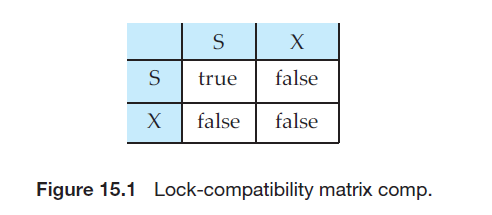 S X
S true false
X false false
Figure 15.1 Lock-compatibility matrix comp.